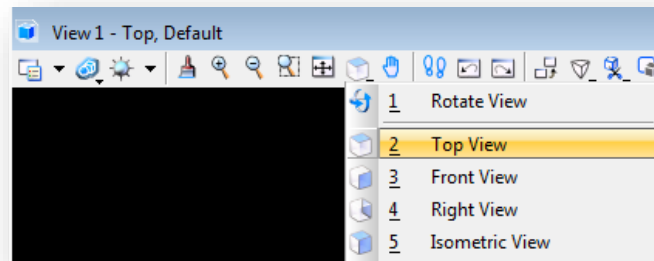 View 1 - Top, Default
1 Rotate View
2 Top View
3 Front View
4 Right View
5 Isometric View